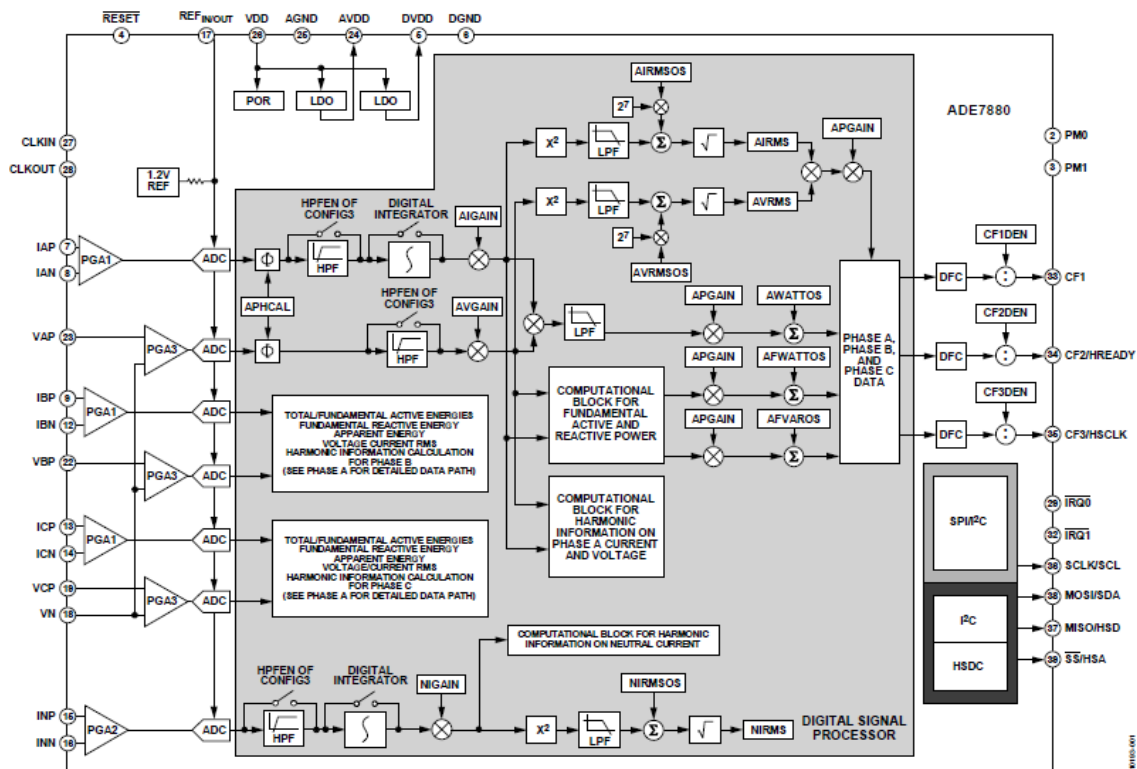 RESET
REFIN/OUT
VDD
AGND
AVDD
DVDD
DGND
4
17
26
25
24
5
6
POR
LDO
LDO
AIRMSOS
2⁷
ADE7880
CLKIN
27
CLKOUT
28
1.2V
REF
X²
LPF
Σ
√
AIRMS
APGAIN
2
PM0
3
PM1
HPFEN OF
CONFIG3
DIGITAL
INTEGRATOR
AIGAIN
X²
LPF
Σ
√
AVRMS
2⁷
AVRMSOS
IAP
7
IAN
8
PGA1
ADC
Φ
HPF
∫
CF1DEN
DFC
:
33
CF1
APHCAL
HPFEN OF
CONFIG3
AVGAIN
LPF
APGAIN
AWATTOS
Σ
PHASE A,
PHASE B,
AND
PHASE C
DATA
VAP
23
PGA3
ADC
Φ
HPF
CF2DEN
DFC
:
34
CF2/HREADY
COMPUTATIONAL
BLOCK FOR
FUNDAMENTAL
ACTIVE AND
REACTIVE POWER
APGAIN
AFWATTOS
Σ
APGAIN
AFVAROS
Σ
CF3DEN
DFC
:
35
CF3/HSCLK
IBP
9
IBN
12
PGA1
ADC
VBP
22
PGA3
ADC
TOTAL/FUNDAMENTAL ACTIVE ENERGIES
FUNDAMENTAL REACTIVE ENERGY
APPARENT ENERGY
VOLTAGE CURRENT RMS
HARMONIC INFORMATION CALCULATION
FOR PHASE B
(SEE PHASE A FOR DETAILED DATA PATH)
COMPUTATIONAL
BLOCK FOR
HARMONIC
INFORMATION ON
PHASE A CURRENT
AND VOLTAGE
ICP
13
ICN
14
PGA1
ADC
VCP
19
VN
18
PGA3
ADC
TOTAL/FUNDAMENTAL ACTIVE ENERGIES
FUNDAMENTAL REACTIVE ENERGY
APPARENT ENERGY
VOLTAGE/CURRENT RMS
HARMONIC INFORMATION CALCULATION
FOR PHASE C
(SEE PHASE A FOR DETAILED DATA PATH)
SPI/I²C
29
IRQ0
32
IRQ1
36
SCLK/SCL
I²C
HSDC
38
MOSI/SDA
37
MISO/HSD
39
SS/HSA
COMPUTATIONAL BLOCK FOR HARMONIC
INFORMATION ON NEUTRAL CURRENT
HPFEN OF
CONFIG3
DIGITAL
INTEGRATOR
NIGAIN
NIRMSOS
INP
15
INN
16
PGA2
ADC
HPF
∫
X²
LPF
Σ
√
NIRMS
DIGITAL SIGNAL
PROCESSOR
10193-001